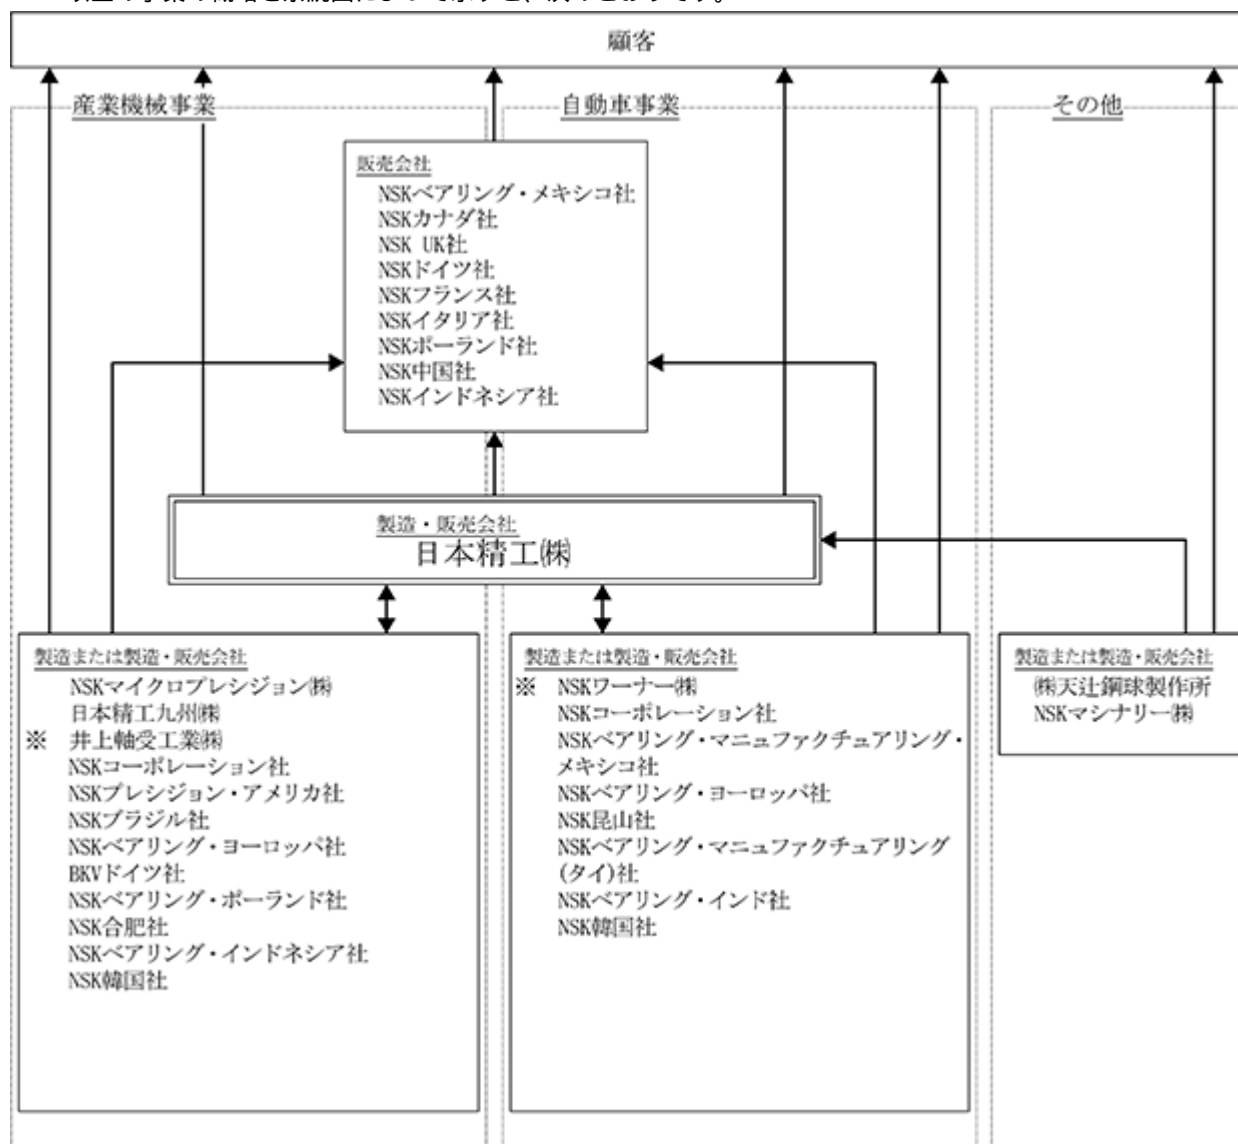 顧客
産業機械事業
自動車事業
その他
販売会社
NSKベアリング・メキシコ社
NSKカナダ社
NSK UK社
NSKドイツ社
NSKフランス社
NSKイタリア社
NSKポーランド社
NSK中国社
NSKインドネシア社
製造・販売会社
日本精工㈱
製造または製造・販売会社
NSKマイクロプレシジョン㈱
日本精工九州㈱
※ 井上軸受工業㈱
NSKコーポレーション社
NSKプレシジョン・アメリカ社
NSKブラジル社
NSKベアリング・ヨーロッパ社
BKVドイツ社
NSKベアリング・ポーランド社
NSK合肥社
NSKベアリング・インドネシア社
NSK韓国社
製造または製造・販売会社
※ NSKワーナー㈱
NSKコーポレーション社
NSKベアリング・マニュファクチュアリング・
メキシコ社
NSKベアリング・ヨーロッパ社
NSK昆山社
NSKベアリング・マニュファクチュアリング
(タイ)社
NSKベアリング・インド社
NSK韓国社
製造または製造・販売会社
㈱天辻鋼球製作所
NSKマシナリー㈱